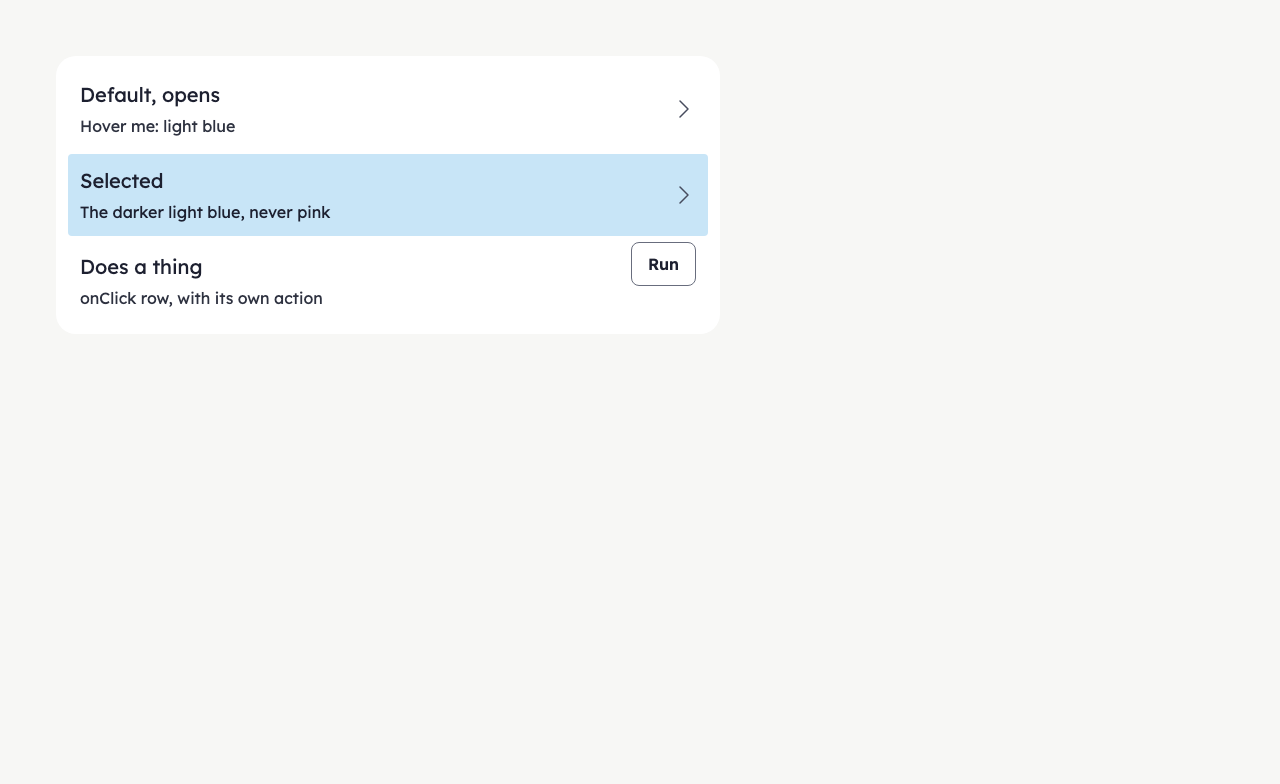 Default, opens
Hover me: light blue
Selected
The darker light blue, never pink
Does a thing
Run
onClick row, with its own action